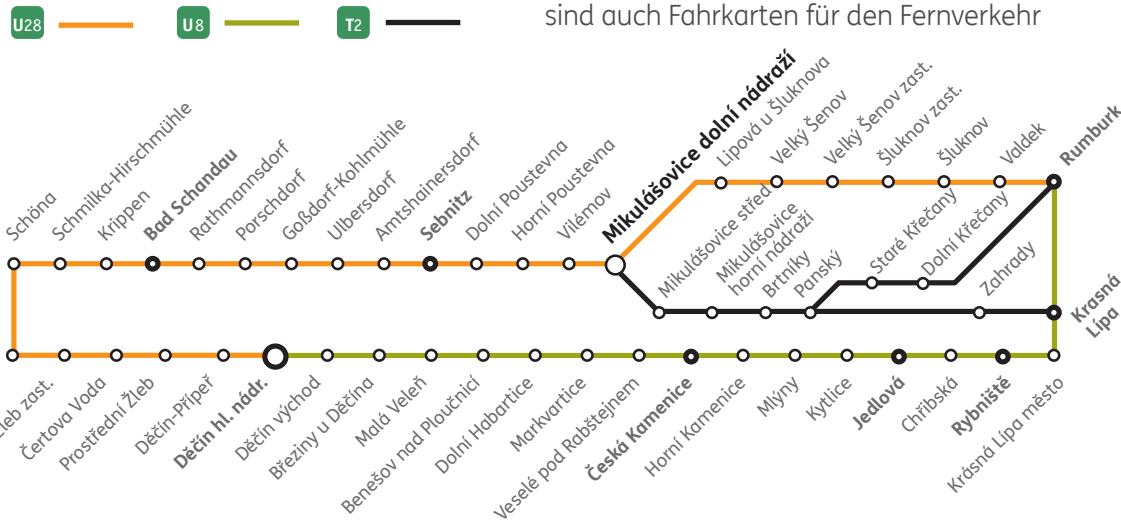 U28
U8
T2
sind auch Fahrkarten für den Fernverkehr
Schöna
Schmilka-Hirschmühle
Krippen
Bad Schandau
Rathmannsdorf
Porschdorf
Goßdorf-Kohlmühle
Ulbersdorf
Amtshainersdorf
Sebnitz
Dolní Poustevna
Horní Poustevna
Vilémov
Mikulášovice dolní nádraží
Lipová u Šluknova
Velký Šenov
Velký Šenov zast.
Šluknov zast.
Šluknov
Valdek
Rumburk
Mikulášovice střed
Mikulášovice
horní nádraží
Brtníky
Panský
Staré Křečany
Dolní Křečany
Zahrady
Krasná
Lípa
zast.
Čertova Voda
Prostřední Žleb
Děčín-Přípeř
Děčín hl. nádr.
Děčín východ
Březiny u Děčína
Malá Veleň
Benešov nad Ploučnicí
Dolní Habartice
Markvartice
Veselé pod Rabštejnem
Česká Kamenice
Horní Kamenice
Mlýny
Kytlice
Jedlová
Chřibská
Rybniště
Krásná Lípa město